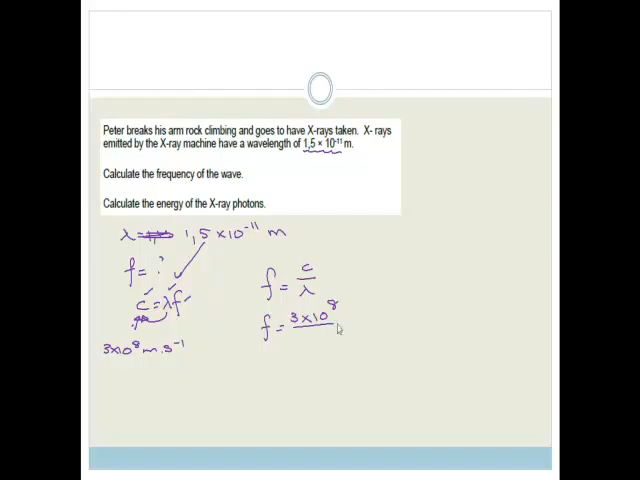 Peter breaks his arm rock climbing and goes to have X-rays taken. X- rays
emitted by the X-ray machine have a wavelength of 1,5 × 10⁻¹¹ m.
Calculate the frequency of the wave.
Calculate the energy of the X-ray photons.
λ = 1,5 × 10⁻¹¹ m
f = ?
c = λf
3×10⁸ m.s⁻¹
f = c/λ
f = 3×10⁸